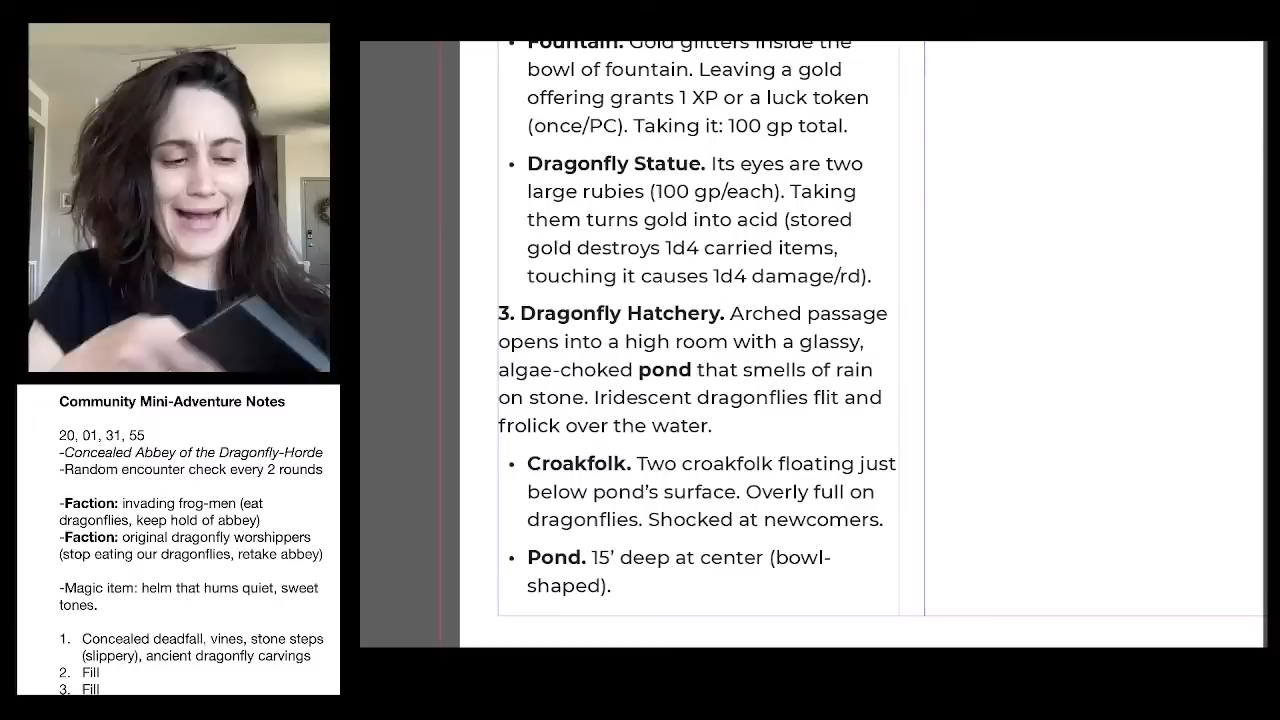 Fountain. Gold glitters inside the
bowl of fountain. Leaving a gold
offering grants 1 XP or a luck token
(once/PC). Taking it: 100 gp total.
• Dragonfly Statue. Its eyes are two
large rubies (100 gp/each). Taking
them turns gold into acid (stored
gold destroys 1d4 carried items,
touching it causes 1d4 damage/rd).
3. Dragonfly Hatchery. Arched passage
opens into a high room with a glassy,
algae-choked pond that smells of rain
on stone. Iridescent dragonflies flit and
frolick over the water.
• Croakfolk. Two croakfolk floating just
below pond’s surface. Overly full on
dragonflies. Shocked at newcomers.
• Pond. 15’ deep at center (bowl-
shaped).
Community Mini-Adventure Notes
20, 01, 31, 55
-Concealed Abbey of the Dragonfly-Horde
-Random encounter check every 2 rounds
-Faction: invading frog-men (eat
dragonflies, keep hold of abbey)
-Faction: original dragonfly worshippers
(stop eating our dragonflies, retake abbey)
-Magic item: helm that hums quiet, sweet
tones.
1. Concealed deadfall, vines, stone steps
(slippery), ancient dragonfly carvings
2. Fill
3. Fill